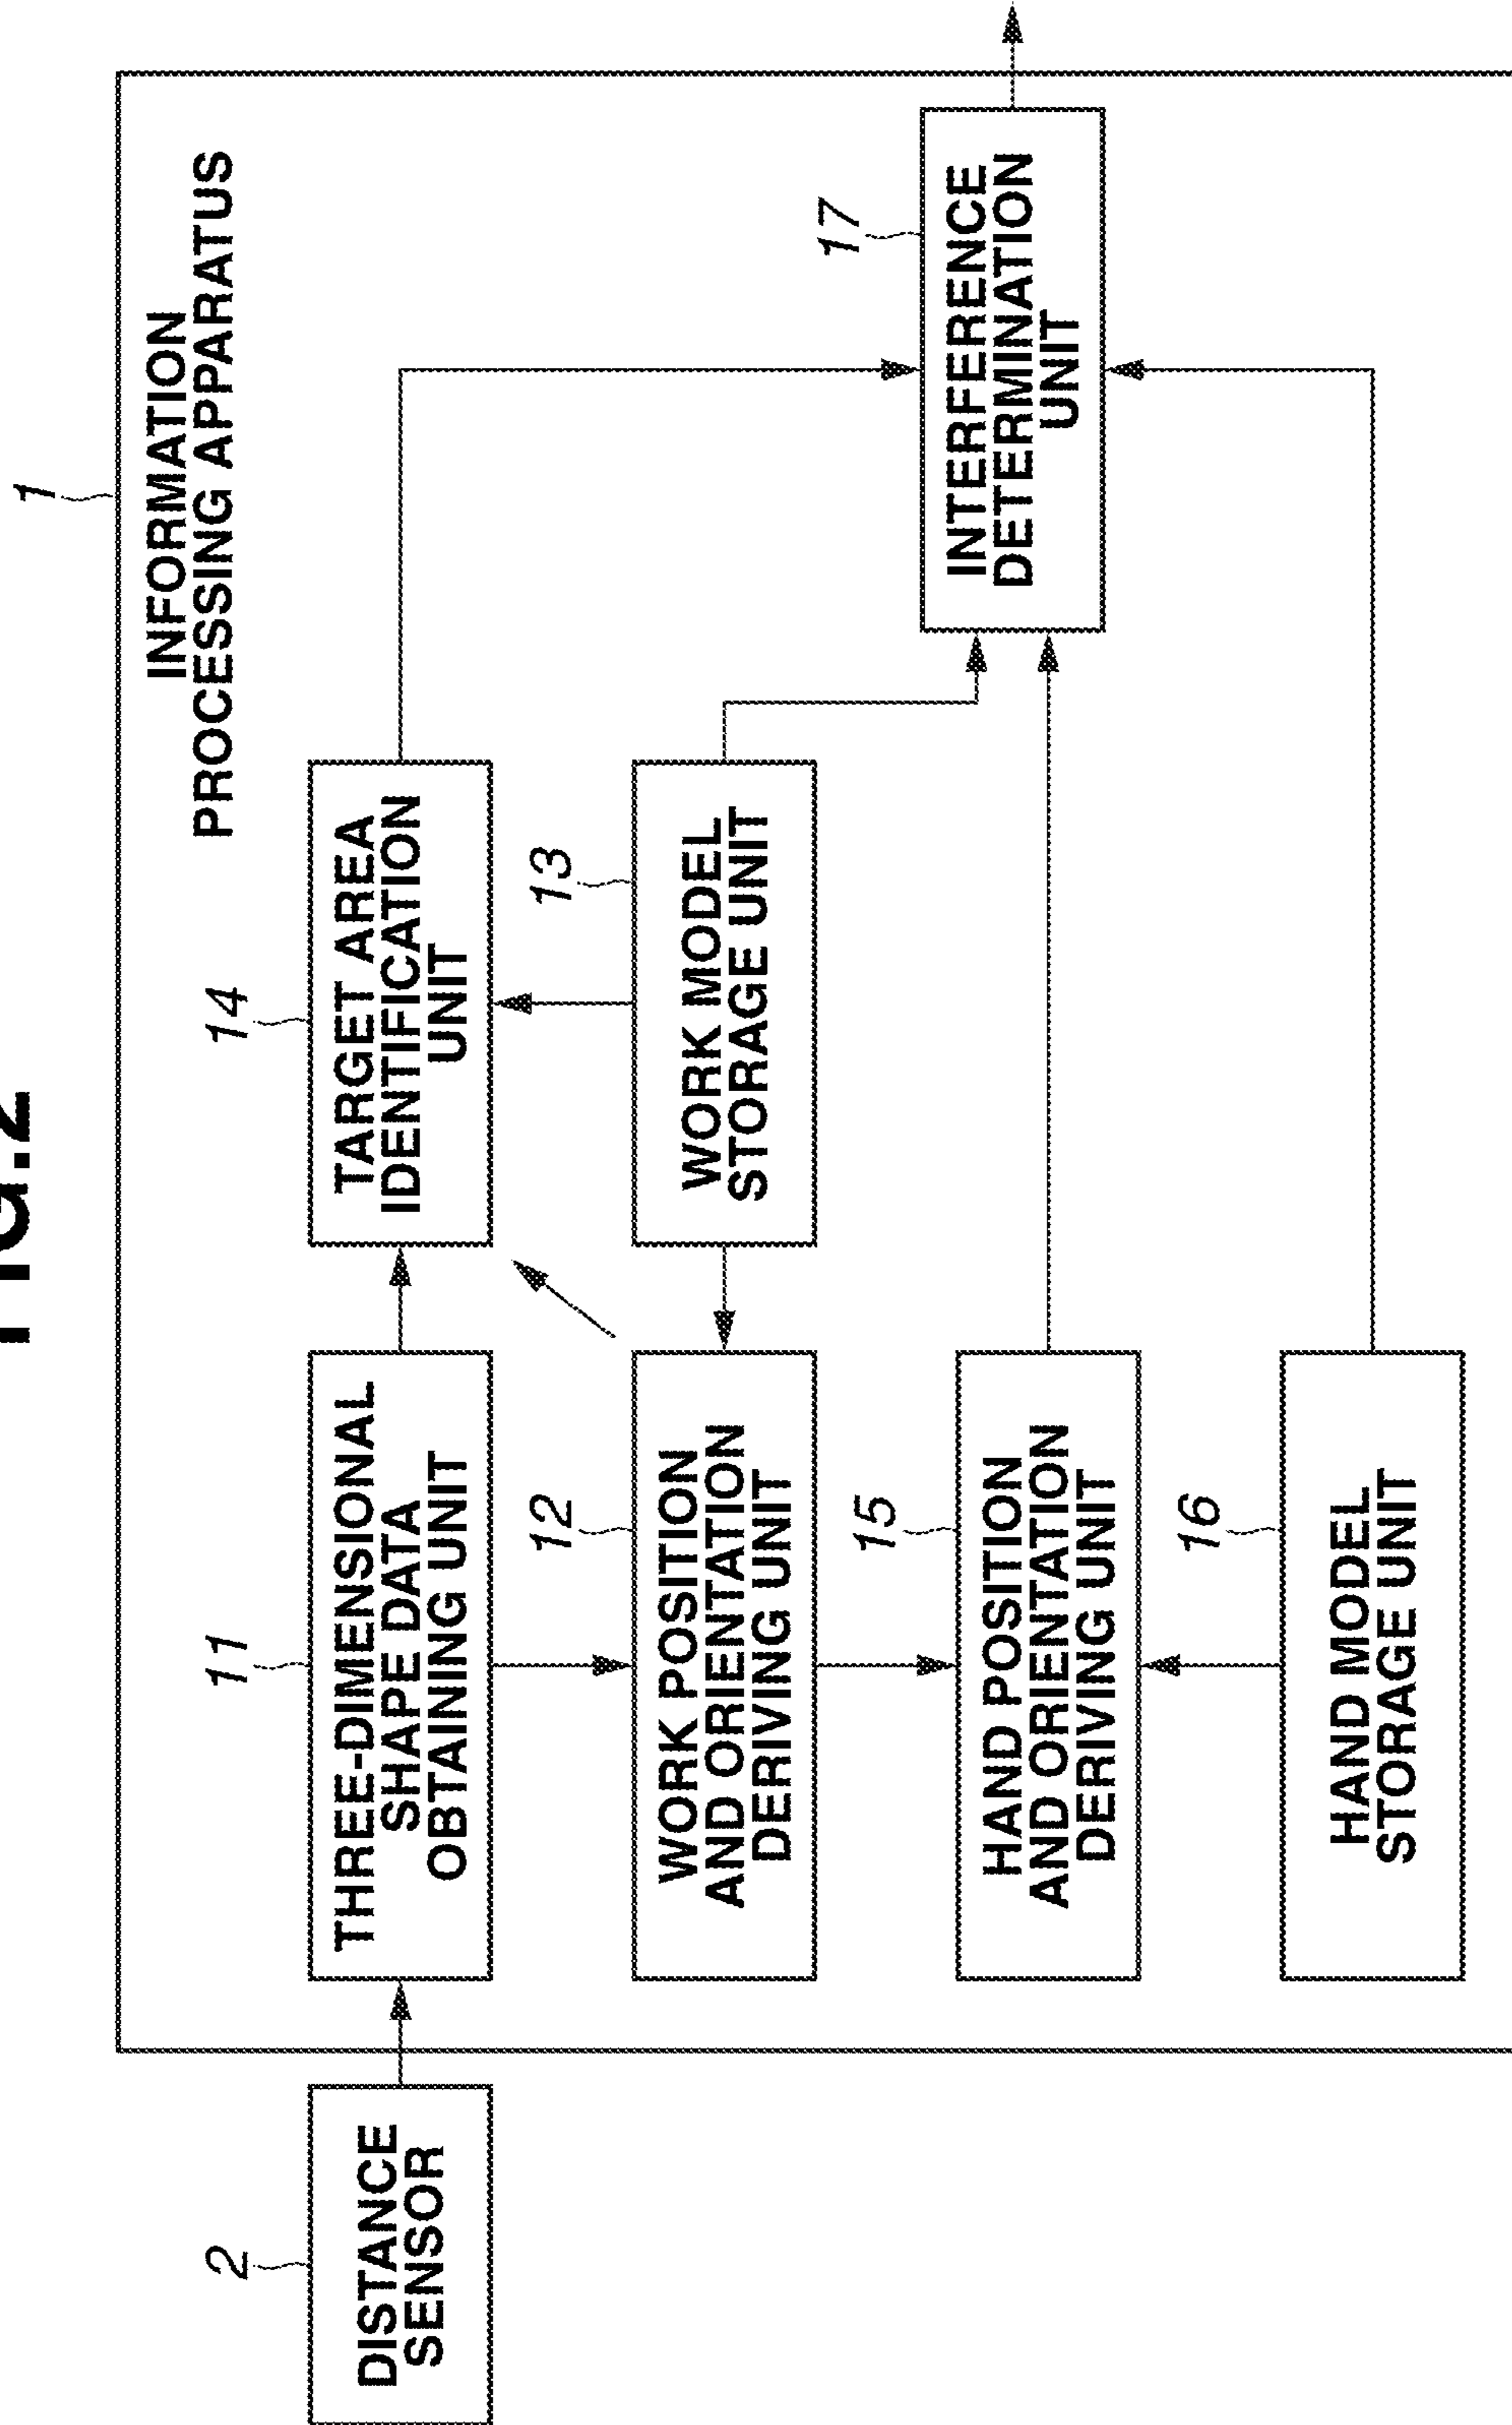 FIG.2
1
INFORMATION
PROCESSING APPARATUS
2
DISTANCE
SENSOR
11
THREE-DIMENSIONAL
SHAPE DATA
OBTAINING UNIT
14
TARGET AREA
IDENTIFICATION
UNIT
12
WORK POSITION
AND ORIENTATION
DERIVING UNIT
13
WORK MODEL
STORAGE UNIT
15
HAND POSITION
AND ORIENTATION
DERIVING UNIT
17
INTERFERENCE
DETERMINATION
UNIT
16
HAND MODEL
STORAGE UNIT